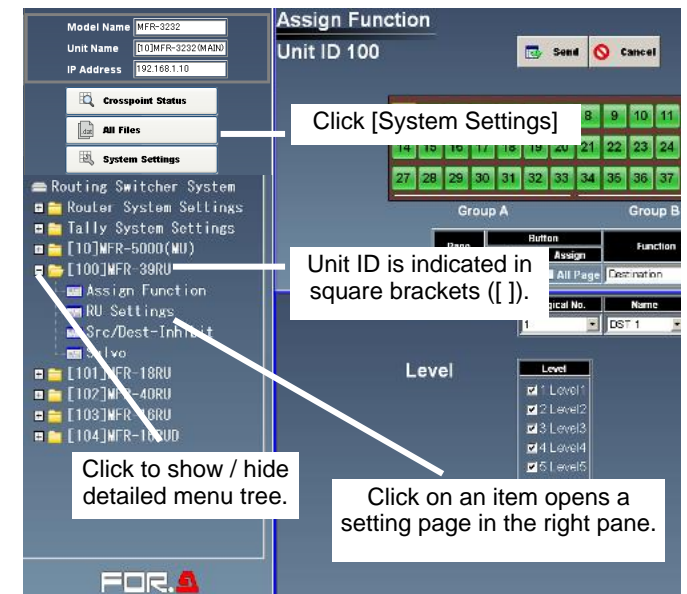 Model Name MFR-3232
Unit Name [10]MFR-3232(MAIN)
IP Address 192.168.1.10
Crosspoint Status
All Files
System Settings
Routing Switcher System
Router System Settings
Tally System Settings
[10]MFR-5000(MU)
[100]MFR-39RU
Assign Function
RU Settings
Src/Dest-Inhibit
Salvo
[101]MFR-18RU
[102]MFR-40RU
[103]MFR-16RU
[104]MFR-16RUD
FOR.A
Assign Function
Unit ID 100
Send Cancel
Click [System Settings]
8 9 10 11
14 15 16 17 18 19 20 21 22 23 24
27 28 29 30 31 32 33 34 35 36 37
Group A Group B
Button Function
Assign
All Page Destination
Unit ID is indicated in
square brackets ([ ]).
Name
1 DST 1
Level Level
1 Level1
2 Level2
3 Level3
4 Level4
5 Level5
Click to show / hide
detailed menu tree.
Click on an item opens a
setting page in the right pane.